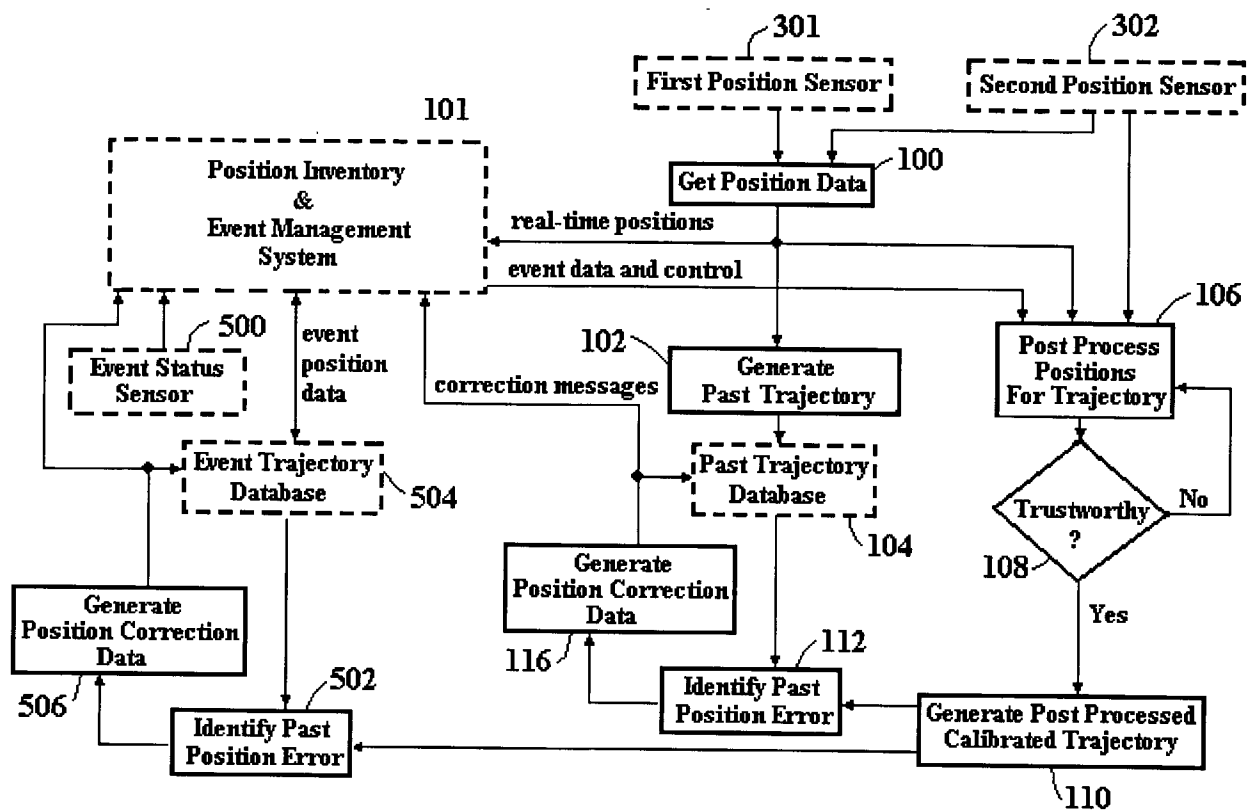 301
302
First Position Sensor
Second Position Sensor
101
Position Inventory
&
Event Management
System
100
Get Position Data
real-time positions
event data and control
106
500
Event Status
Sensor
event
position
data
102
Generate
Past Trajectory
Post Process
Positions
For Trajectory
correction messages
Event Trajectory
Database
504
Past Trajectory
Database
104
Trustworthy
?
No
108
Yes
Generate
Position Correction
Data
506
Generate
Position Correction
Data
116
112
502
Identify Past
Position Error
Identify Past
Position Error
Generate Post Processed
Calibrated Trajectory
110